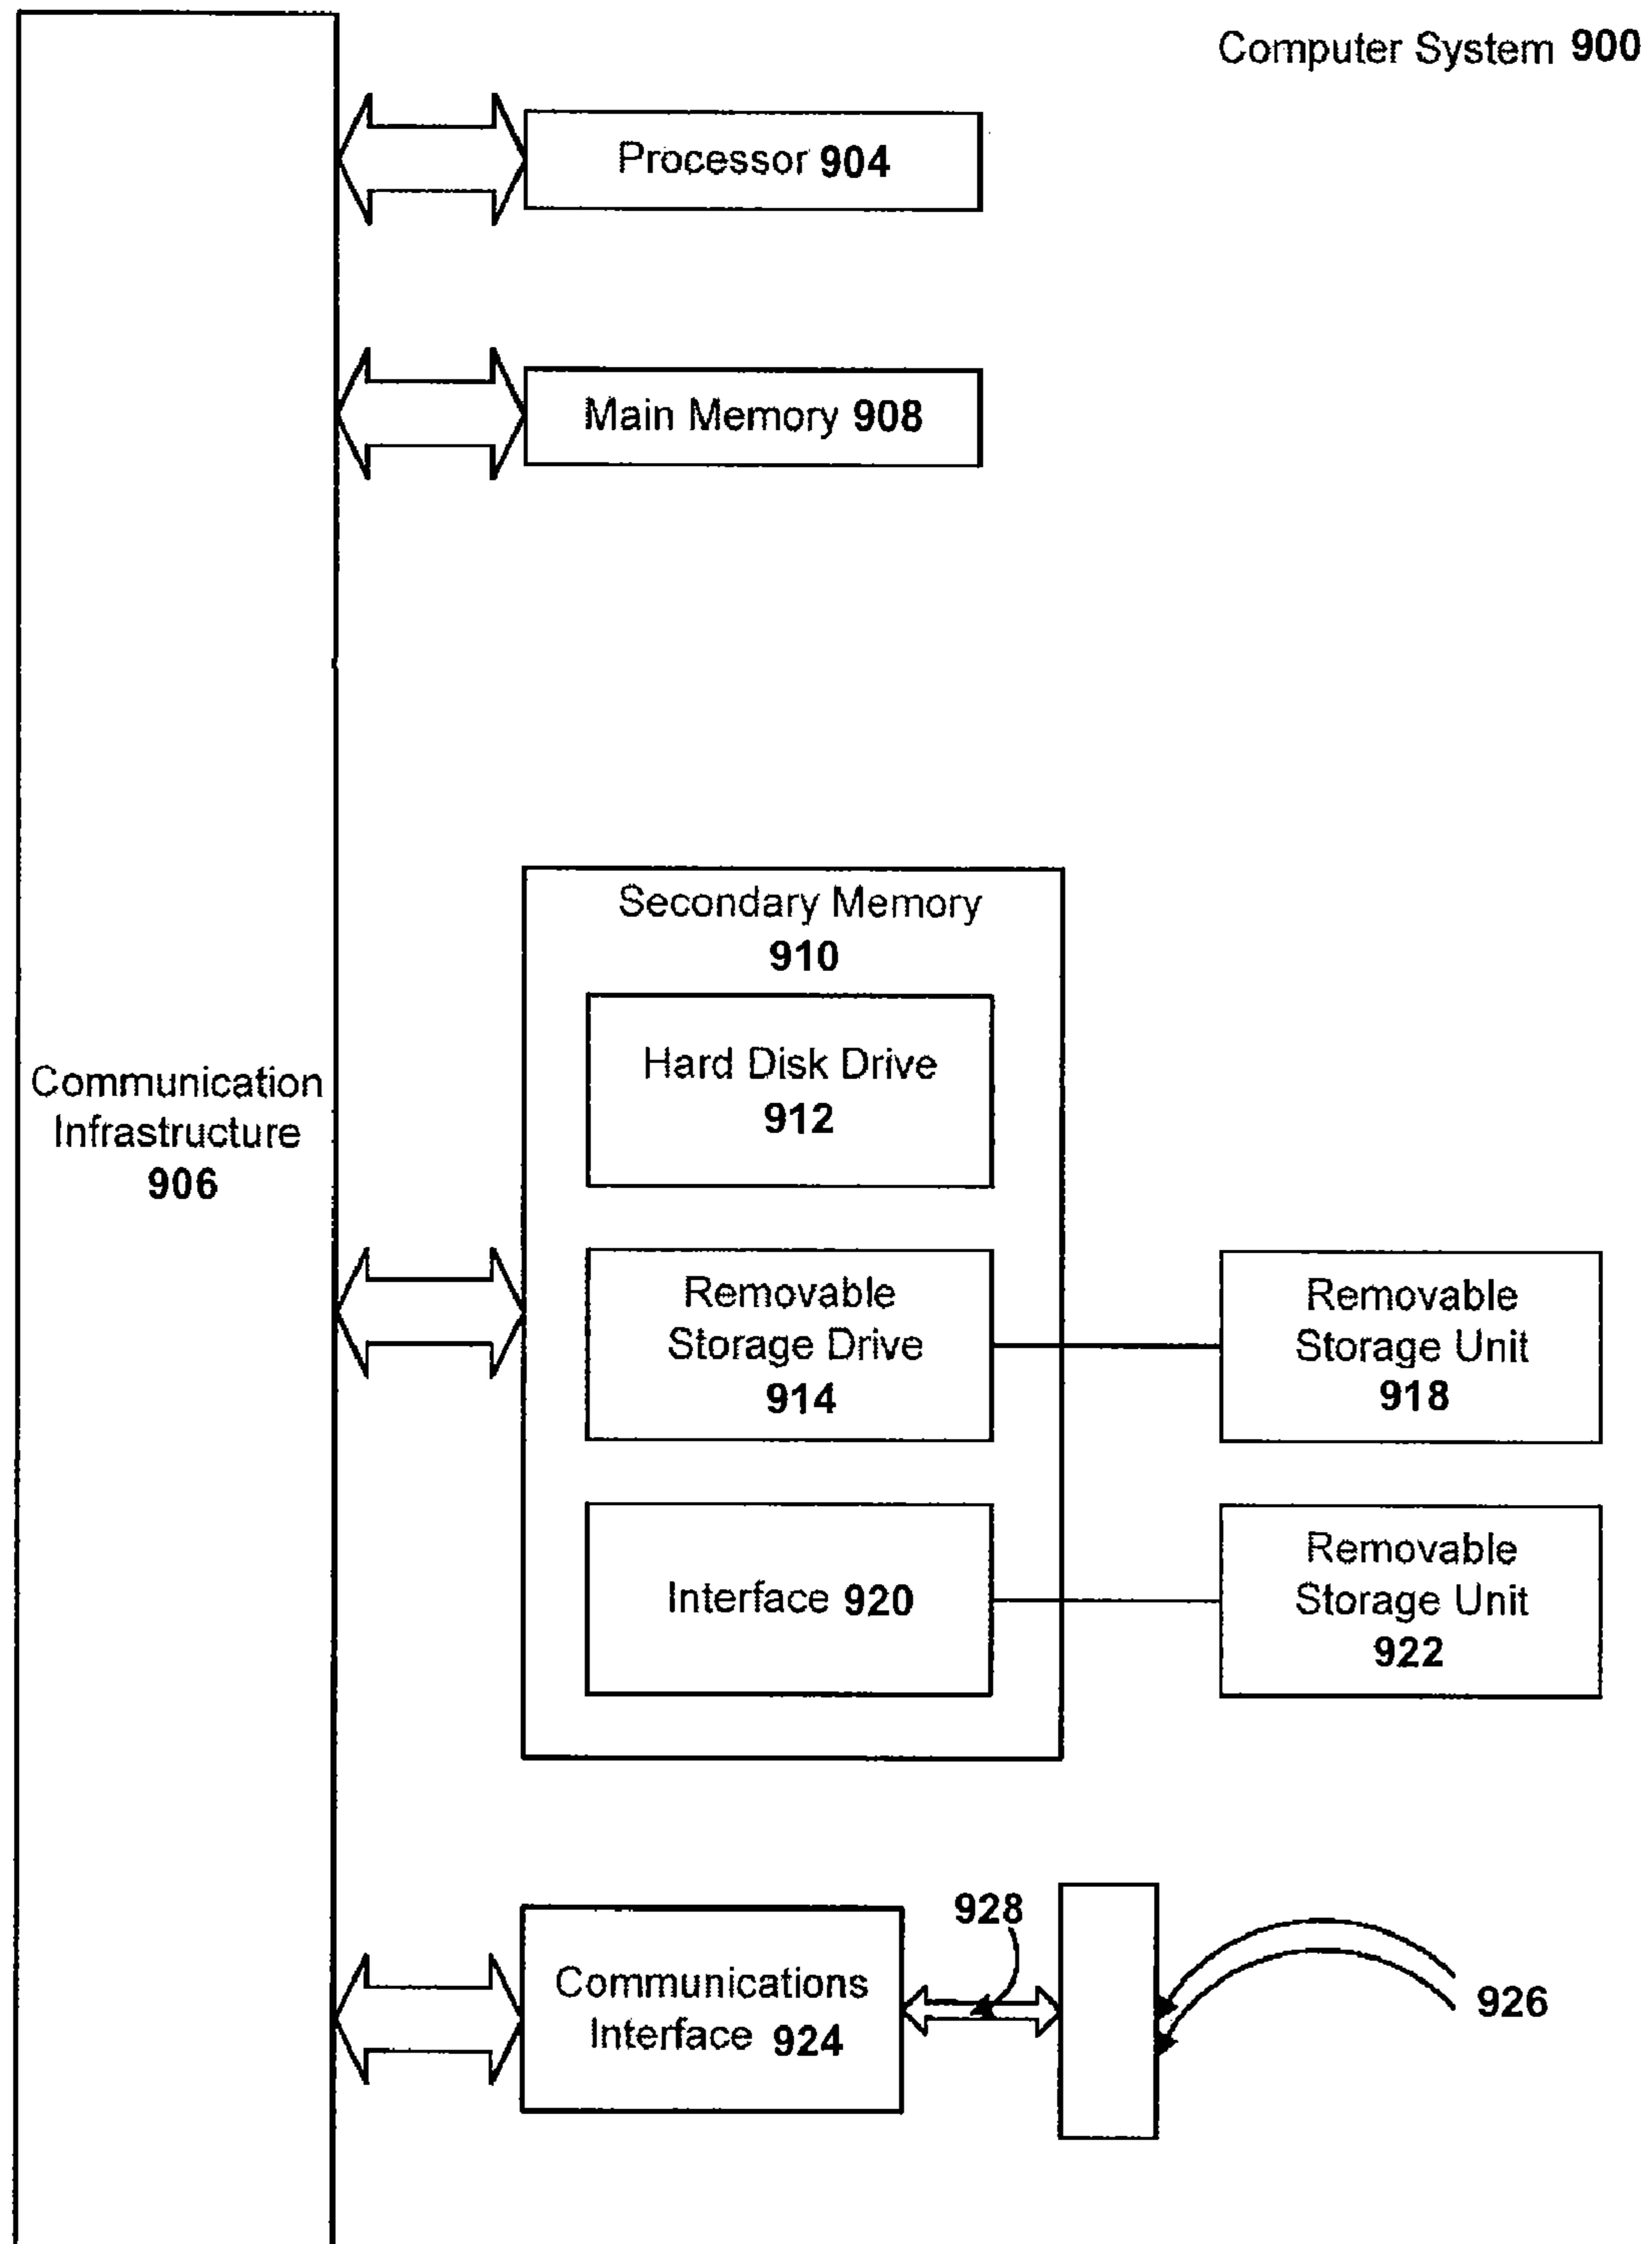 Computer System 900
Processor 904
Main Memory 908
Secondary Memory
910
Hard Disk Drive
912
Communication
Infrastructure
906
Removable
Storage Drive
914
Removable
Storage Unit
918
Interface 920
Removable
Storage Unit
922
928
Communications
Interface 924
926